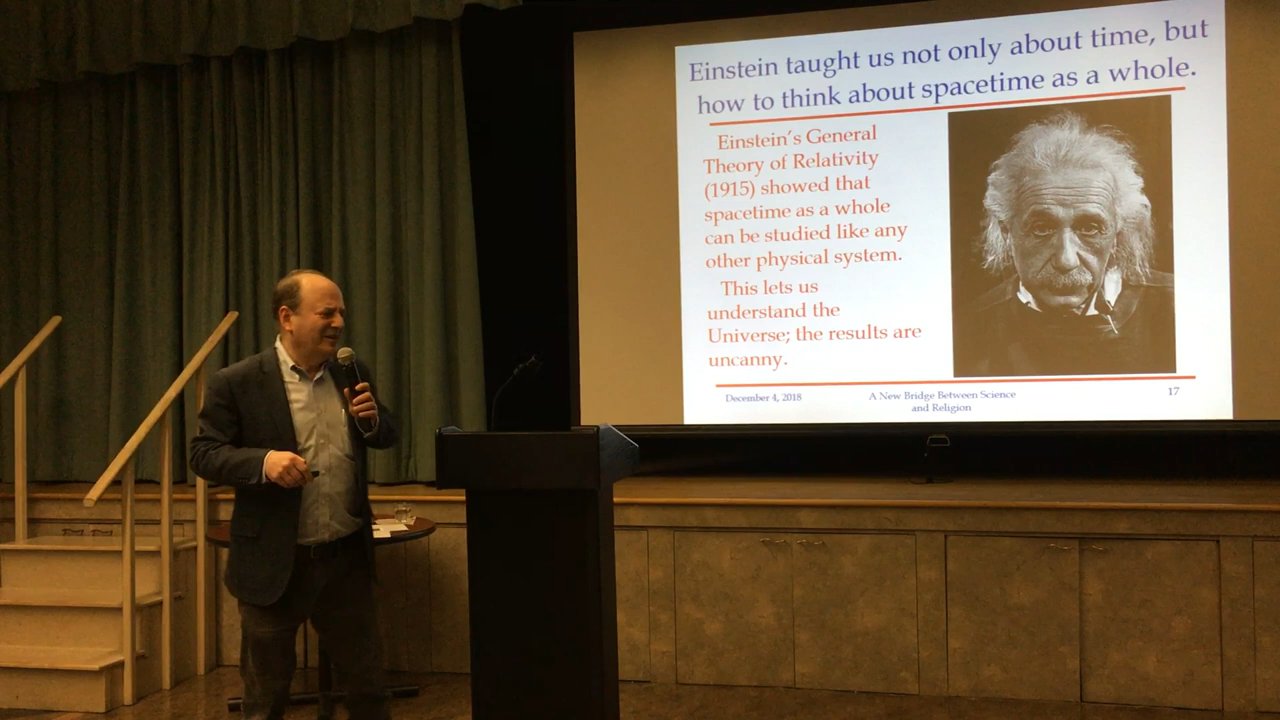 Einstein taught us not only about time, but
how to think about spacetime as a whole.
Einstein's General
Theory of Relativity
(1915) showed that
spacetime as a whole
can be studied like any
other physical system.
This lets us
understand the
Universe; the results are
uncanny.
December 4, 2018
A New Bridge Between Science
and Religion
17